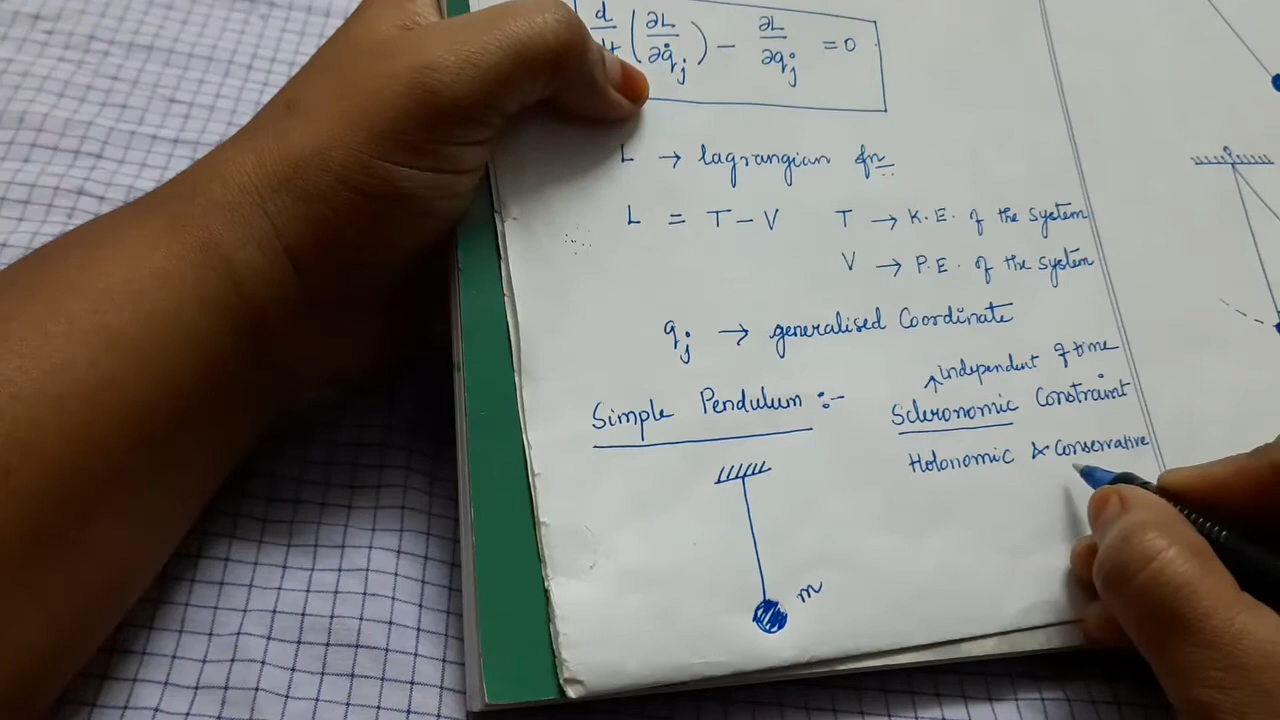 d/dt (∂L/∂q̇j) − ∂L/∂qj = 0
L → lagrangian fn
L = T − V T → K.E. of the system
V → P.E. of the system
qj → generalised Coordinate
↗ independent of time
Simple Pendulum :- Scleronomic Constraint
Holonomic & Conservative
m